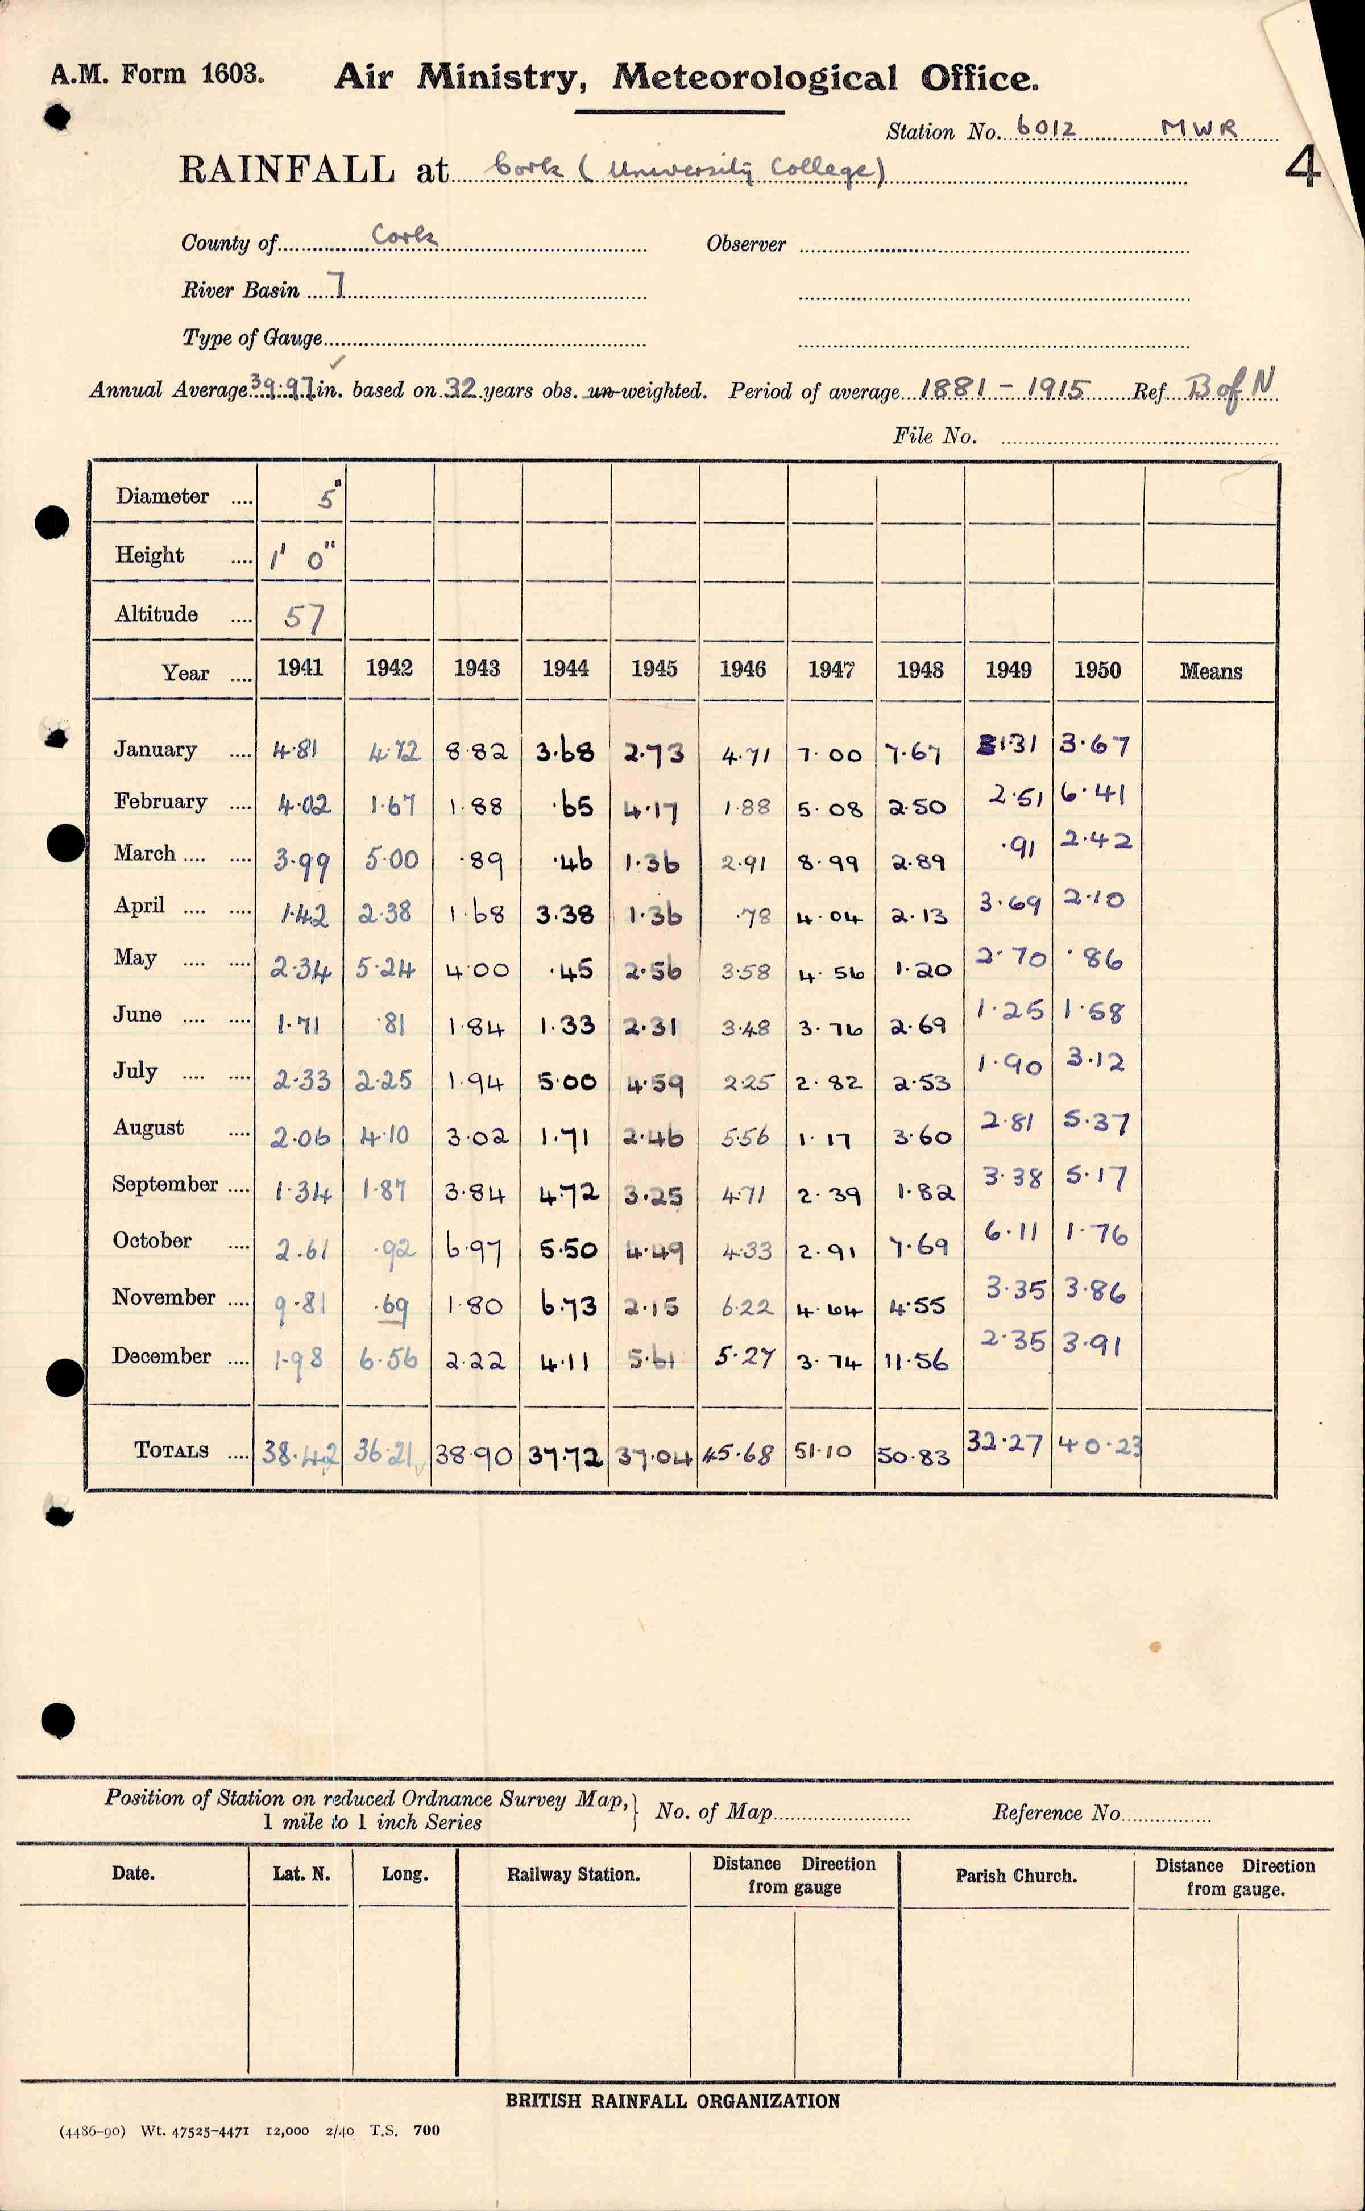 A.M. Form 1603. Air Ministry, Meteorological Office.
Station No. 6012 MWR
RAINFALL at Cork (University College) 4
County of Cork Observer
River Basin 7
Type of Gauge
Annual Average 39.97 in. based on 32 years obs. un-weighted. Period of average 1881 - 1915 Ref. B of N
File No.
Diameter .... 5"
Height .... 1' 0"
Altitude .... 57
Year .... 1941 1942 1943 1944 1945 1946 1947 1948 1949 1950 Means
January .... 4.81 4.72 8.82 3.68 2.73 4.71 7.00 7.67 1.31 3.67
February .... 4.02 1.67 1.88 .65 4.17 1.88 5.08 2.50 2.51 6.41
March .... .... 3.99 5.00 .89 .46 1.36 2.91 8.99 2.89 .91 2.42
April .... .... 1.42 2.38 1.68 3.38 1.36 .78 4.04 2.13 3.69 2.10
May .... .... 2.34 5.24 4.00 .45 2.56 3.58 4.56 1.20 2.70 .86
June .... .... 1.71 .81 1.84 1.33 2.31 3.48 3.76 2.69 1.25 1.58
July .... .... 2.33 2.25 1.94 5.00 4.59 2.25 2.82 2.53 1.90 3.12
August .... 2.06 4.10 3.02 1.71 2.46 5.56 1.17 3.60 2.81 5.37
September .... 1.34 1.87 3.84 4.72 3.25 4.71 2.39 1.82 3.38 5.17
October .... 2.61 .92 6.97 5.50 4.49 4.33 2.91 7.69 6.11 1.76
November .... 9.81 .69 1.80 6.73 2.15 6.22 4.64 4.55 3.35 3.86
December .... 1.98 6.56 2.22 4.11 5.61 5.27 3.74 11.56 2.35 3.91
TOTALS .... 38.42 36.21 38.90 37.72 37.04 45.68 51.10 50.83 32.27 40.23
Position of Station on reduced Ordnance Survey Map,
1 mile to 1 inch Series
No. of Map Reference No.
Date. Lat. N. Long. Railway Station. Distance Direction from gauge Parish Church. Distance Direction from gauge.
BRITISH RAINFALL ORGANIZATION
(4486-90) Wt. 47525-4471 12,000 2/40 T.S. 700